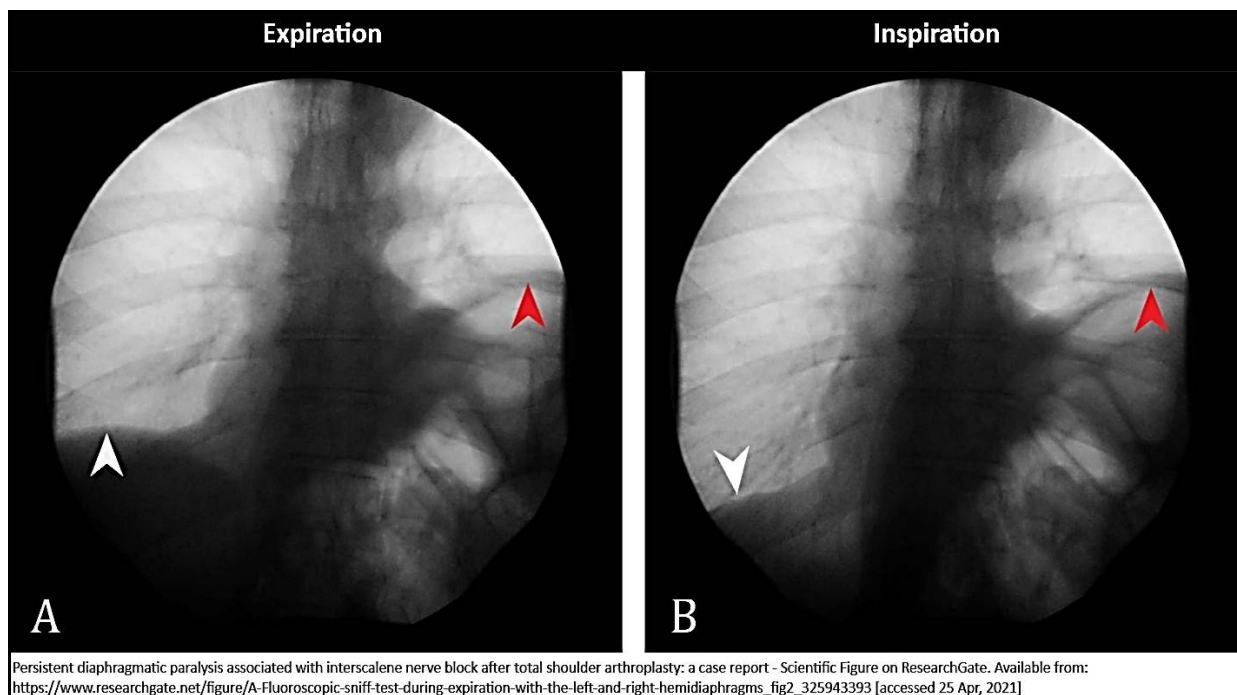 Expiration
Inspiration
A
B
Persistent diaphragmatic paralysis associated with interscalene nerve block after total shoulder arthroplasty: a case report - Scientific Figure on ResearchGate. Available from:
https://www.researchgate.net/figure/A-Fluoroscopic-sniff-test-during-expiration-with-the-left-and-right-hemidiaphragms_fig2_325943393 [accessed 25 Apr, 2021]